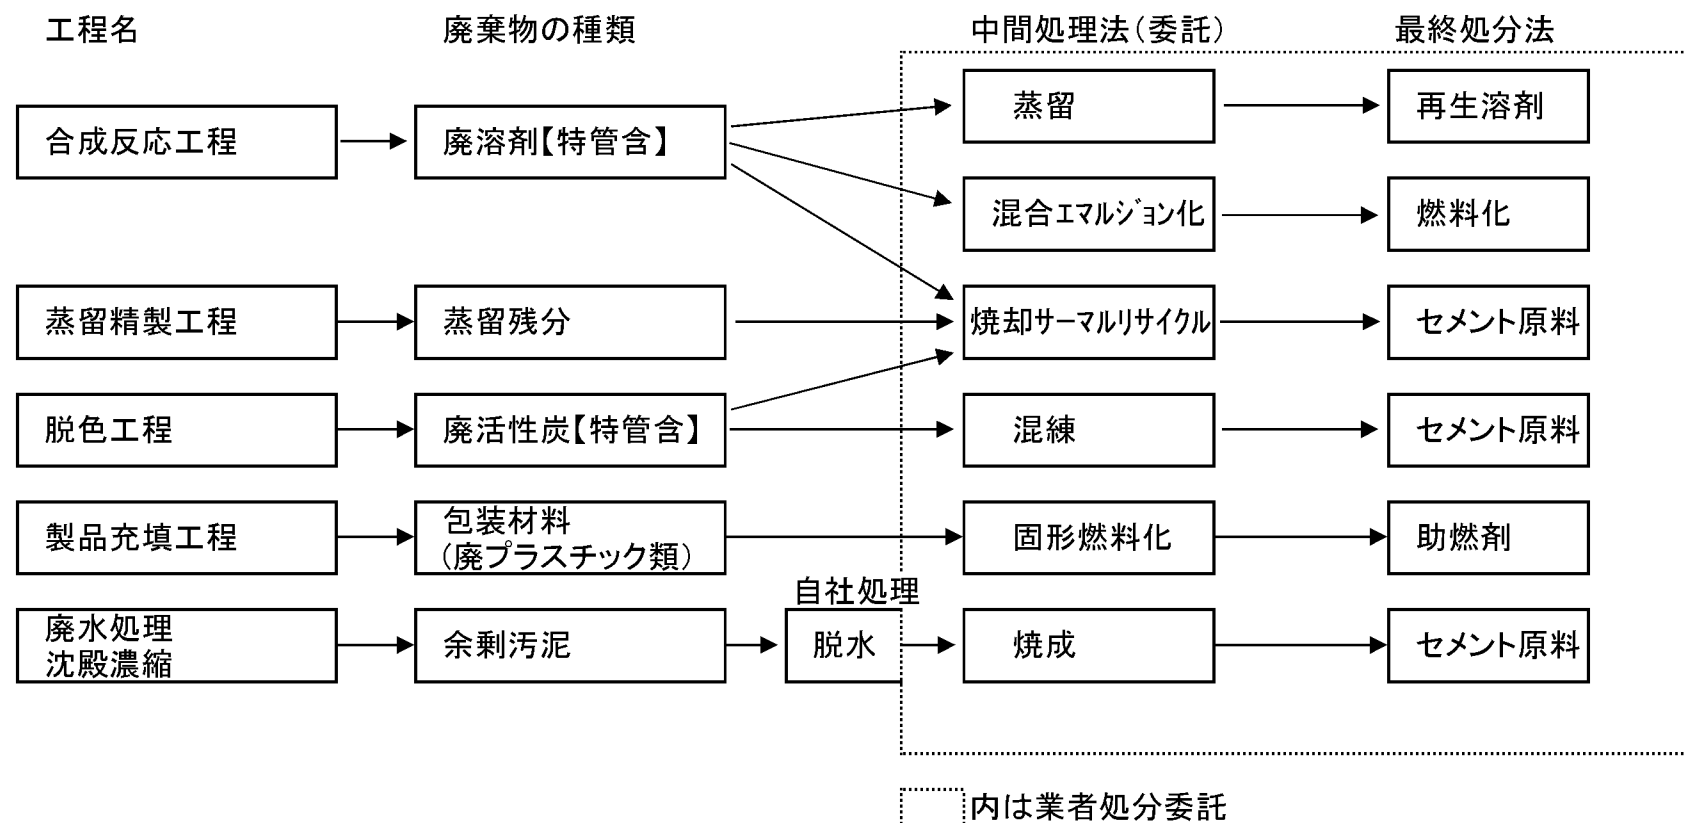 工程名 廃棄物の種類 中間処理法(委託) 最終処分法
合成反応工程 廃溶剤【特管含】 蒸留 再生溶剤
混合エマルジョン化 燃料化
蒸留精製工程 蒸留残分 焼却サーマルリサイクル セメント原料
脱色工程 廃活性炭【特管含】 混練 セメント原料
製品充填工程 包装材料
(廃プラスチック類) 固形燃料化 助燃剤
自社処理
廃水処理
沈殿濃縮 余剰汚泥 脱水 焼成 セメント原料
内は業者処分委託